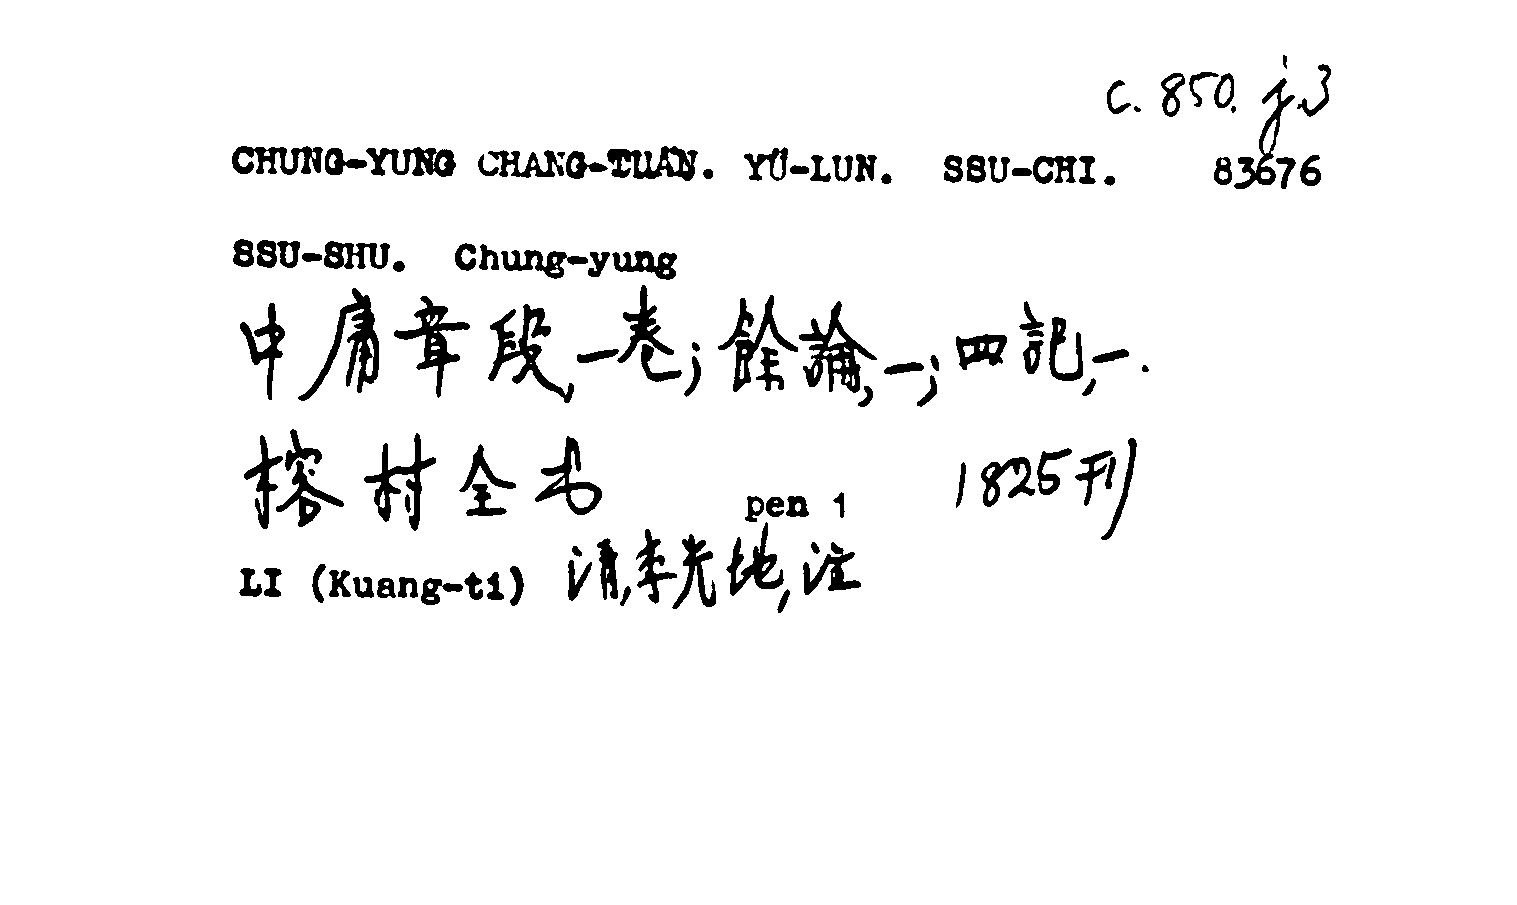 c. 850. j.3
CHUNG-YUNG CHANG-TUAN. YÜ-LUN. SSU-CHI. 83676
SSU-SHU. Chung-yung
中庸章段,一卷;餘論,一;四記,一.
榕村全书 pen 1 1825刊
LI (Kuang-ti) 清,李光地,注